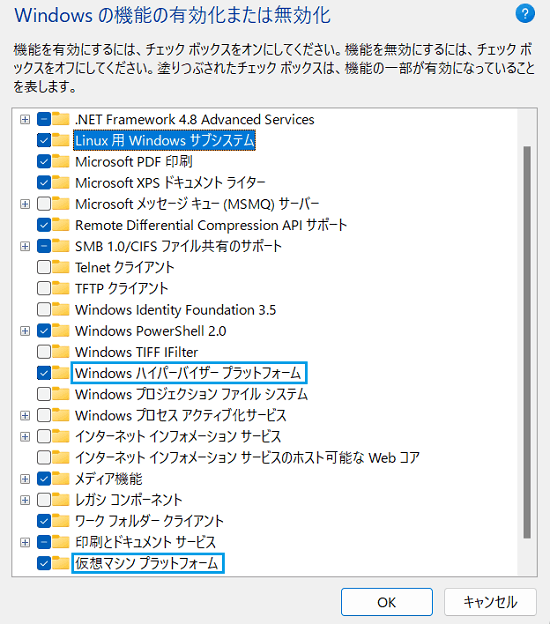 Windows の機能の有効化または無効化
機能を有効にするには、チェック ボックスをオンにしてください。機能を無効にするには、チェック ボ
ックスをオフにしてください。塗りつぶされたチェック ボックスは、機能の一部が有効になっていること
を表します。
.NET Framework 4.8 Advanced Services
Linux 用 Windows サブシステム
Microsoft PDF 印刷
Microsoft XPS ドキュメント ライター
Microsoft メッセージ キュー (MSMQ) サーバー
Remote Differential Compression API サポート
SMB 1.0/CIFS ファイル共有のサポート
Telnet クライアント
TFTP クライアント
Windows Identity Foundation 3.5
Windows PowerShell 2.0
Windows TIFF IFilter
Windows ハイパーバイザー プラットフォーム
Windows プロジェクション ファイル システム
Windows プロセス アクティブ化サービス
インターネット インフォメーション サービス
インターネット インフォメーション サービスのホスト可能な Web コア
メディア機能
レガシ コンポーネント
ワーク フォルダー クライアント
印刷とドキュメント サービス
仮想マシン プラットフォーム
OK
キャンセル